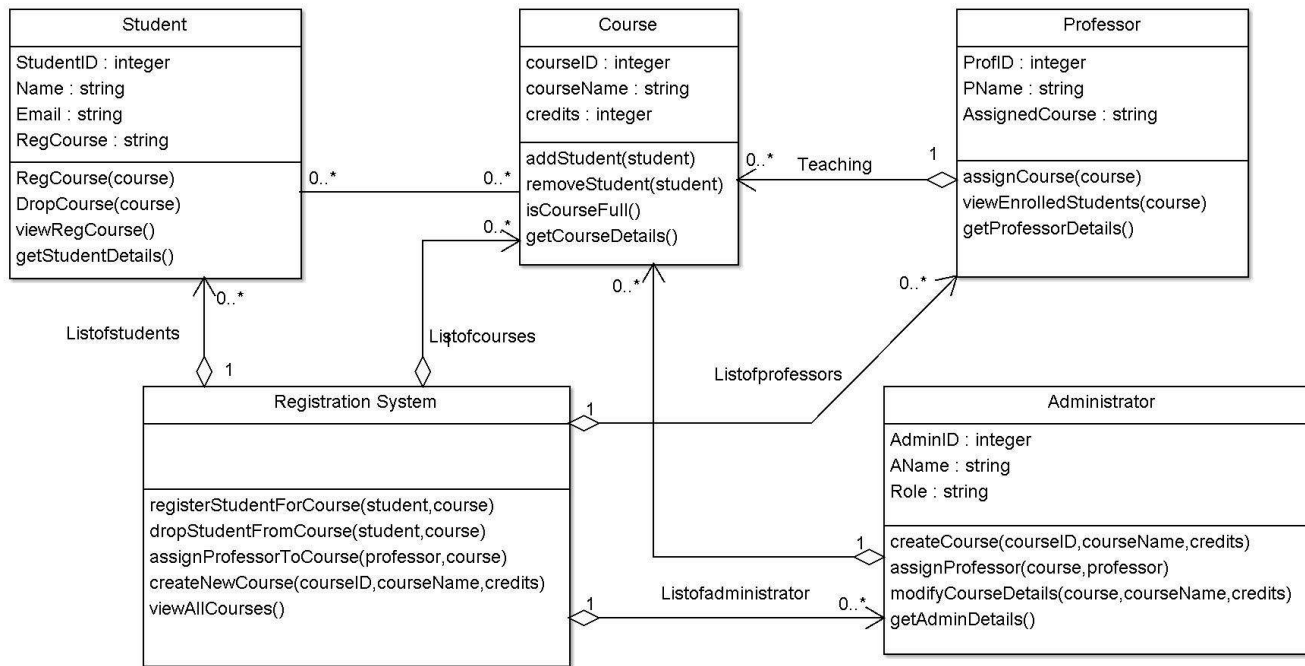 Student
StudentID : integer
Name : string
Email : string
RegCourse : string
RegCourse(course)
DropCourse(course)
viewRegCourse()
getStudentDetails()
0..*
0..*
Course
courseID : integer
courseName : string
credits : integer
addStudent(student)
removeStudent(student)
isCourseFull()
getCourseDetails()
0..*
Teaching
1
Professor
ProfID : integer
PName : string
AssignedCourse : string
assignCourse(course)
viewEnrolledStudents(course)
getProfessorDetails()
0..*
Listofstudents
1
0..*
Listofcourses
1
0..*
0..*
Listofprofessors
1
Registration System
registerStudentForCourse(student,course)
dropStudentFromCourse(student,course)
assignProfessorToCourse(professor,course)
createNewCourse(courseID,courseName,credits)
viewAllCourses()
1
Listofadministrator
0..*
1
Administrator
AdminID : integer
AName : string
Role : string
createCourse(courseID,courseName,credits)
assignProfessor(course,professor)
modifyCourseDetails(course,courseName,credits)
getAdminDetails()